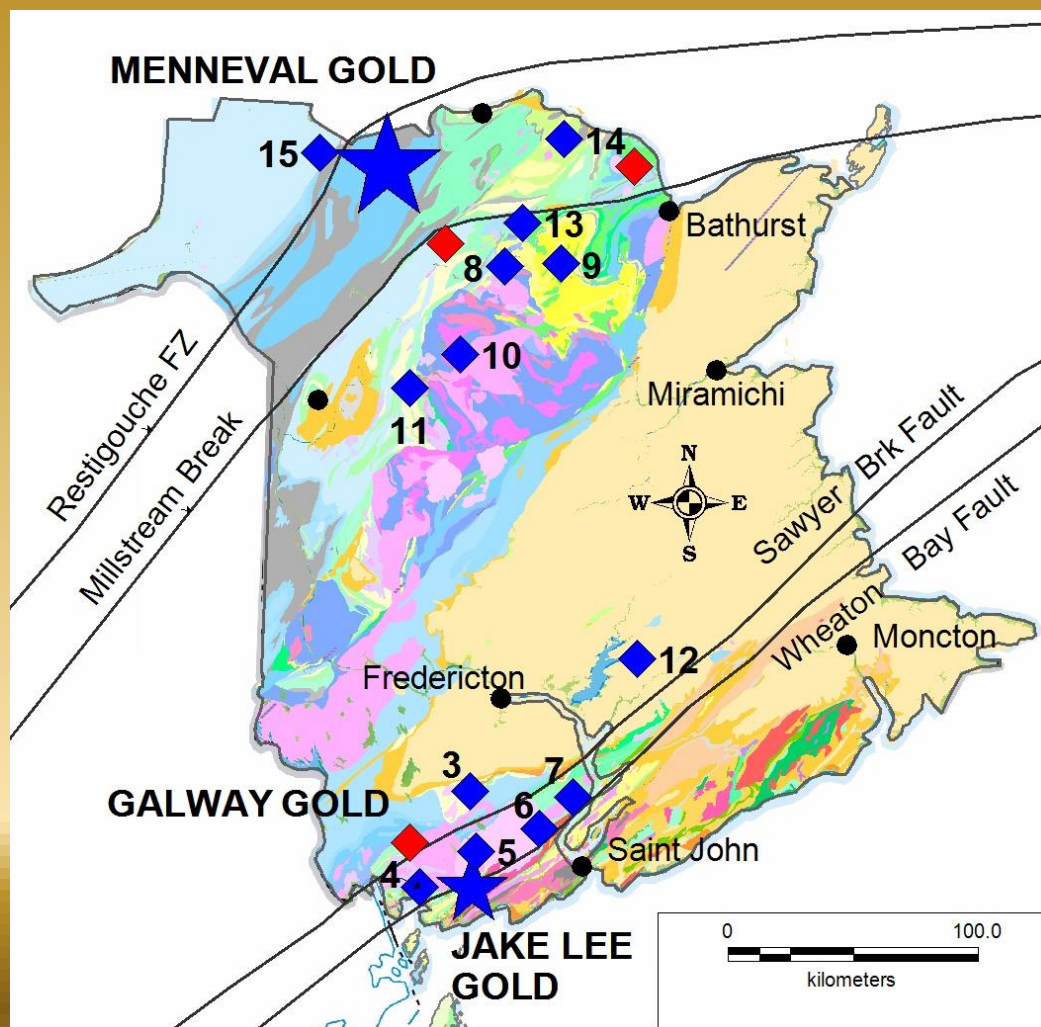 MENNEVAL GOLD
15
14
13
Bathurst
8
9
10
Miramichi
11
Restigouche FZ
Millstream Break
N
W E
S
Sawyer Brk Fault
Wheaton Bay Fault
Moncton
12
Fredericton
3
7
GALWAY GOLD
6
5
Saint John
4
JAKE LEE
GOLD
0 100.0
kilometers